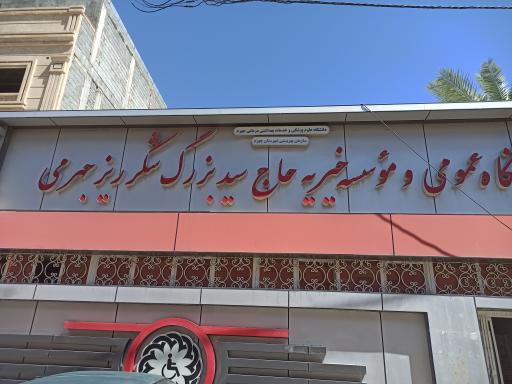 دانشگاه علوم پزشکی و خدمات بهداشتی درمانی جهرم
سازمان بهزیستی شهرستان جهرم
عمومی و مؤسسه خیریه حاج سید بزرگ شکرریز جهرمی